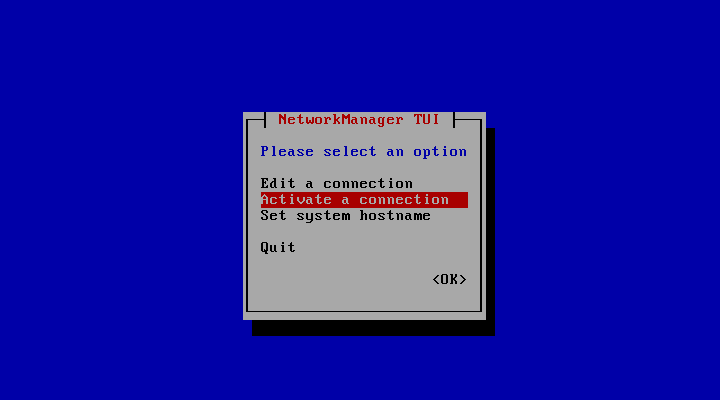 NetworkManager TUI
Please select an option
Edit a connection
Activate a connection
Set system hostname
Quit
<OK>